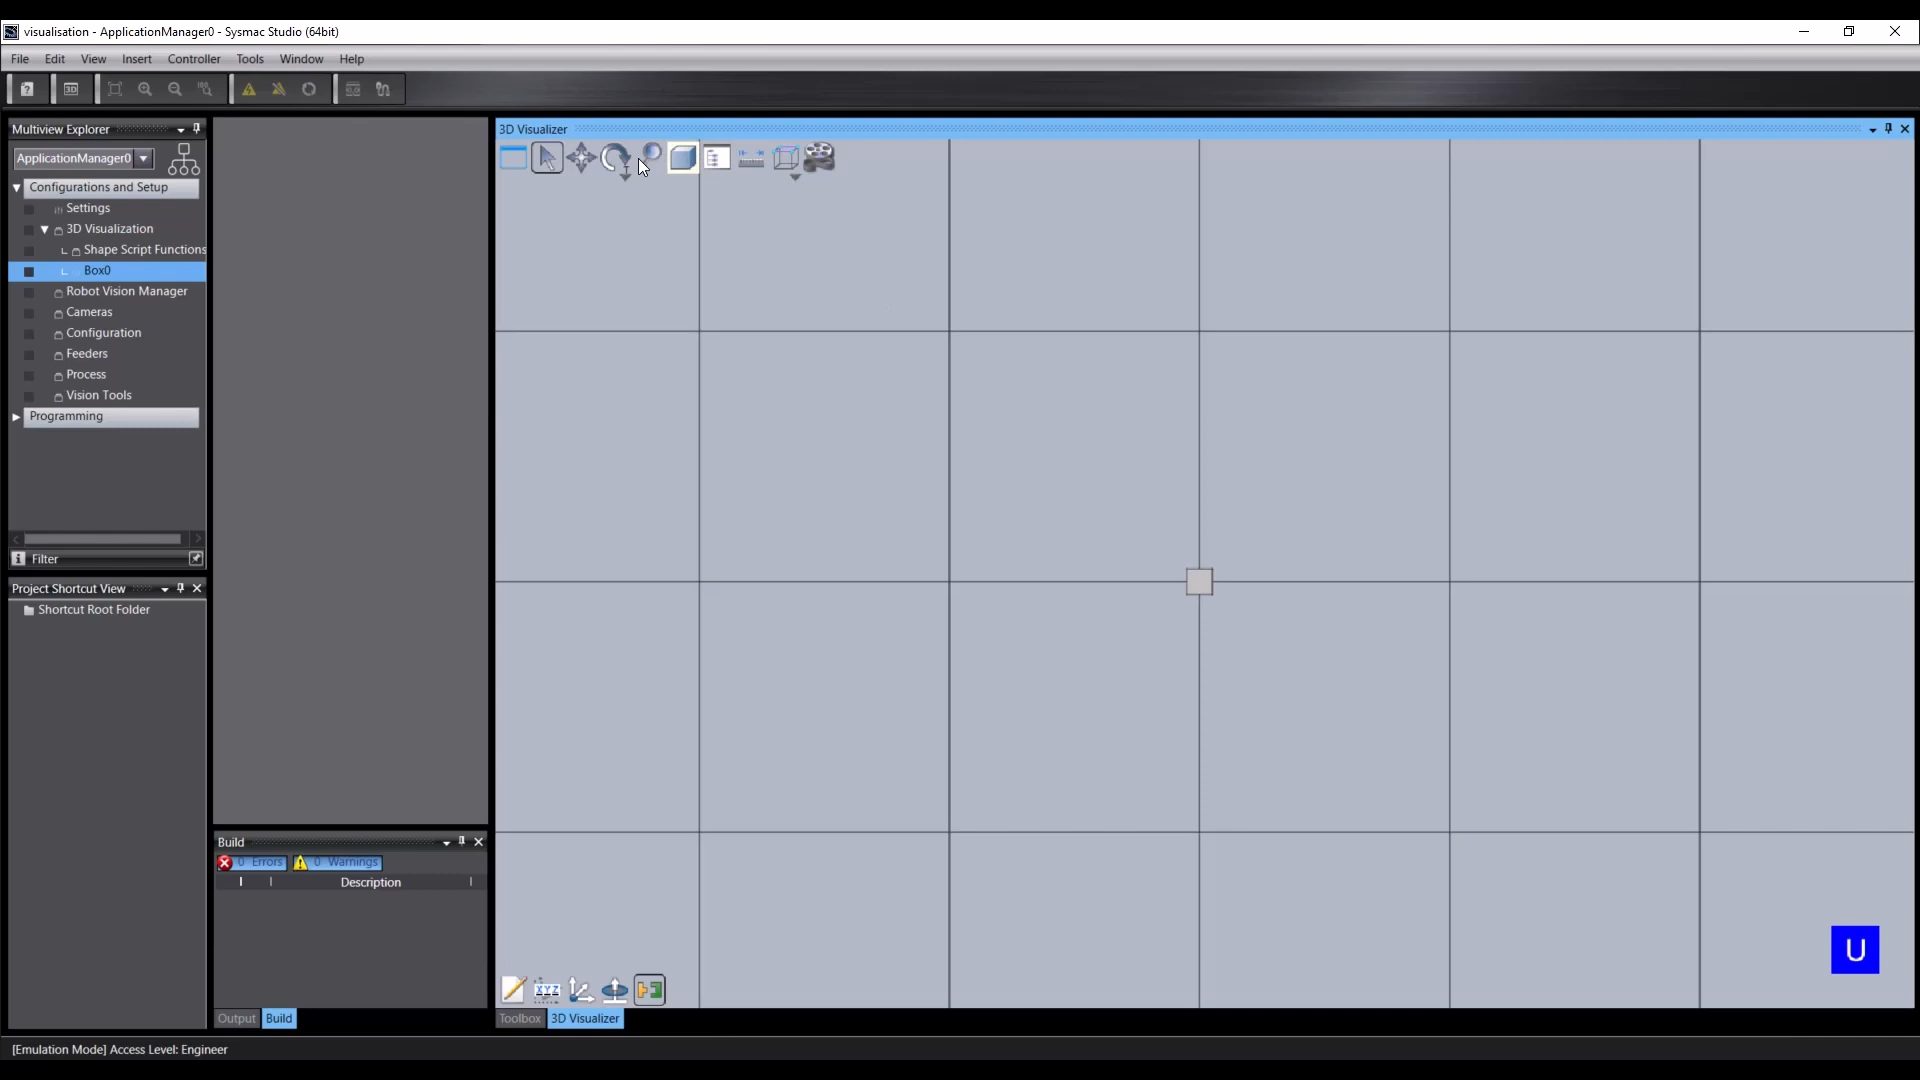 visualisation - ApplicationManager0 - Sysmac Studio (64bit)
File Edit View Insert Controller Tools Window Help
3D
Multiview Explorer
ApplicationManager0
Configurations and Setup
Settings
3D Visualization
Shape Script Functions
Box0
Robot Vision Manager
Cameras
Configuration
Feeders
Process
Vision Tools
Programming
Filter
Project Shortcut View
Shortcut Root Folder
Build
0 Errors 0 Warnings
Description
Output Build
3D Visualizer
U
XYZ
Toolbox 3D Visualizer
[Emulation Mode] Access Level: Engineer